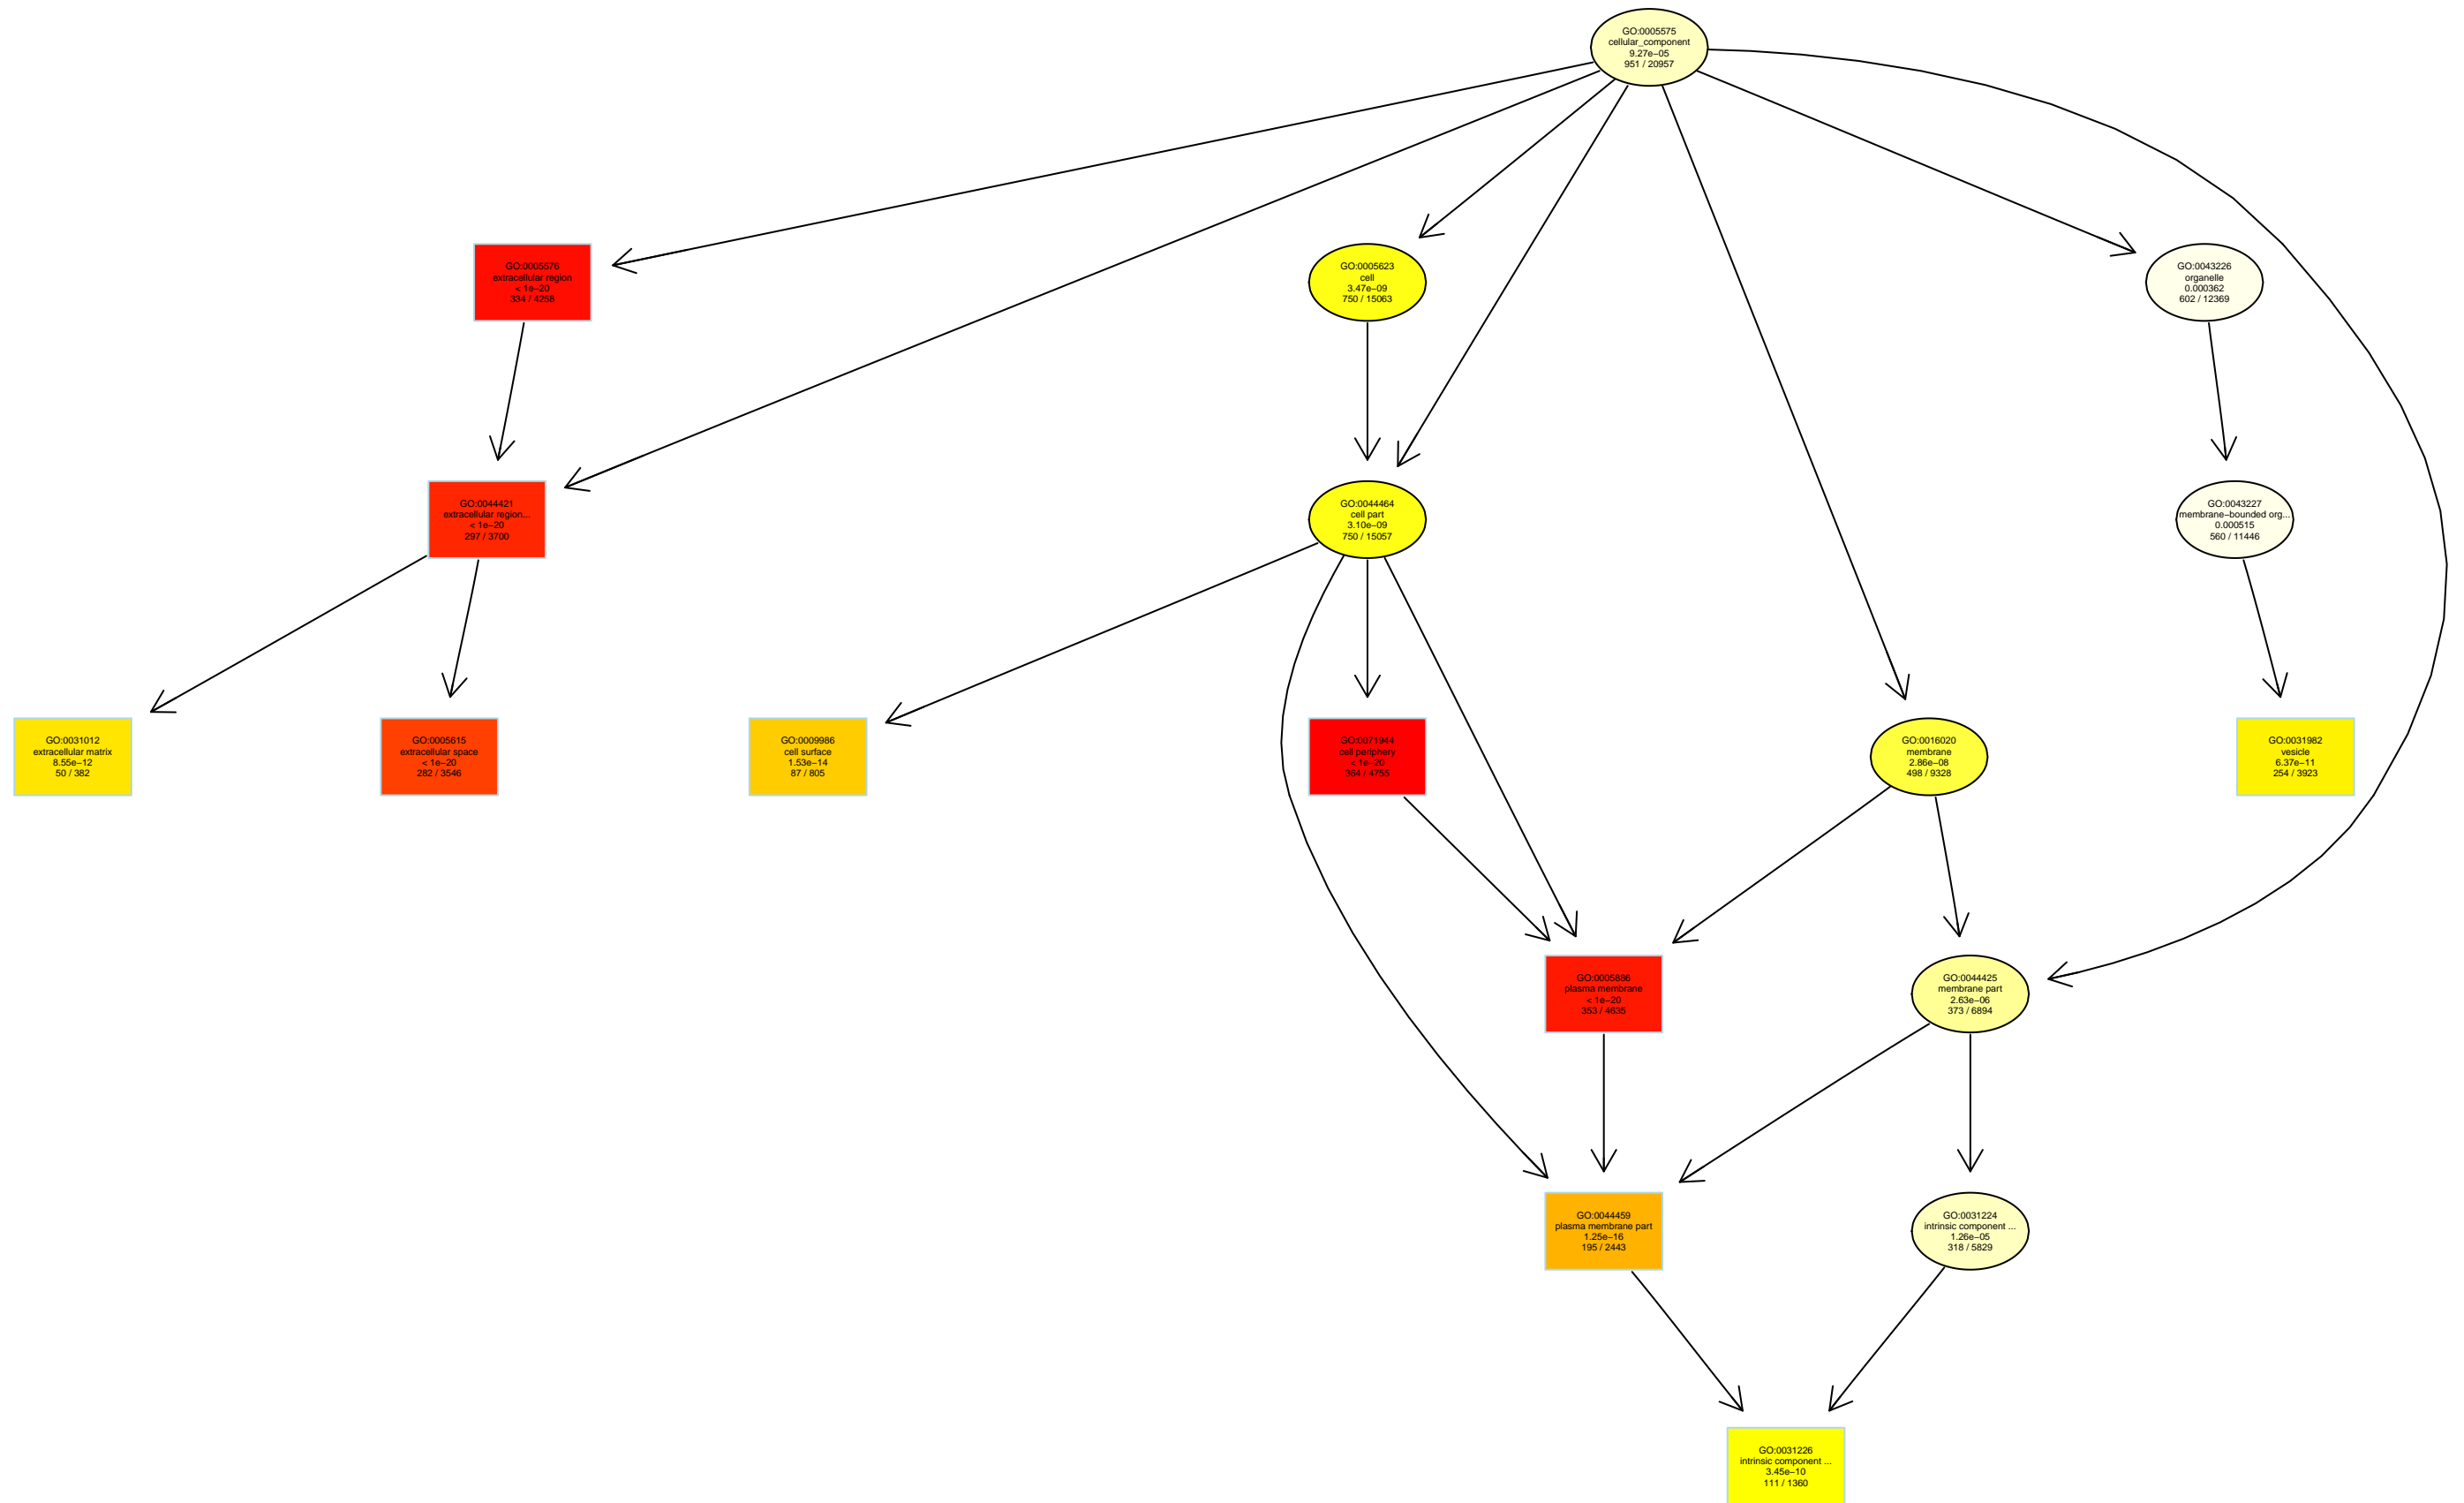 GO:0005575
cellular_component
9.27e−05
951 / 20957
GO:0005576
extracellular region
< 1e−20
334 / 4258
GO:0005623
cell
3.47e−09
750 / 15063
GO:0043226
organelle
0.000362
602 / 12369
GO:0044421
extracellular region...
< 1e−20
297 / 3700
GO:0044464
cell part
3.10e−09
750 / 15057
GO:0043227
membrane−bounded org...
0.000515
560 / 11446
GO:0031012
extracellular matrix
8.55e−12
50 / 382
GO:0005615
extracellular space
< 1e−20
282 / 3546
GO:0009986
cell surface
1.53e−14
87 / 805
GO:0071944
cell periphery
< 1e−20
364 / 4755
GO:0016020
membrane
2.86e−08
498 / 9328
GO:0031982
vesicle
6.37e−11
254 / 3923
GO:0005886
plasma membrane
< 1e−20
353 / 4635
GO:0044425
membrane part
2.63e−06
373 / 6894
GO:0044459
plasma membrane part
1.25e−16
195 / 2443
GO:0031224
intrinsic component ...
1.26e−05
318 / 5829
GO:0031226
intrinsic component ...
3.45e−10
111 / 1360